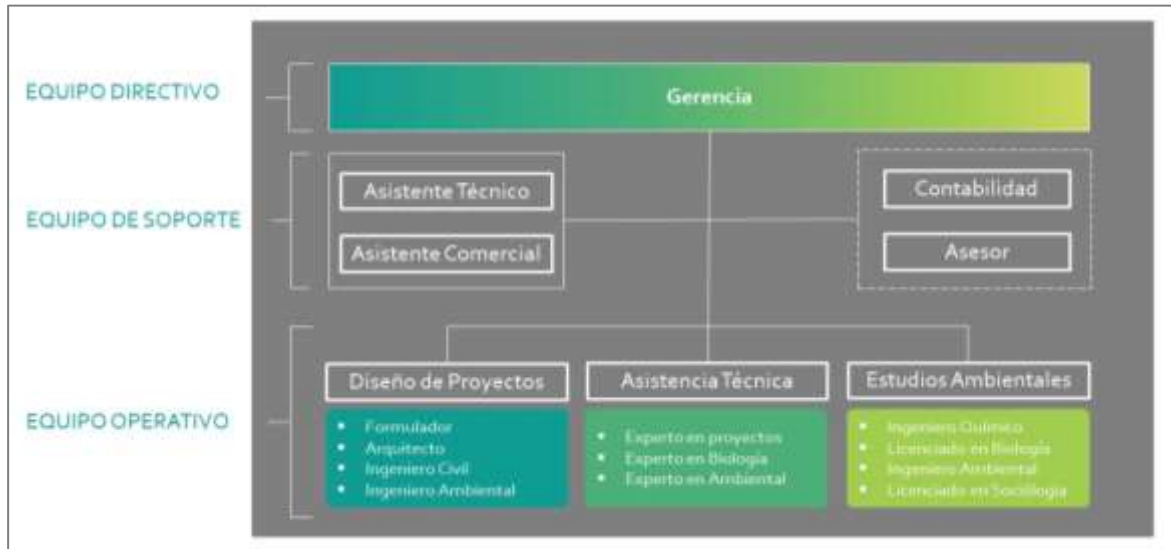 EQUIPO DIRECTIVO
Gerencia
EQUIPO DE SOPORTE
Asistente Técnico
Asistente Comercial
Contabilidad
Asesor
EQUIPO OPERATIVO
Diseño de Proyectos
• Formulador
• Arquitecto
• Ingeniero Civil
• Ingeniero Ambiental
Asistencia Técnica
• Experto en proyectos
• Experto en Biología
• Experto en Ambiental
Estudios Ambientales
• Ingeniero Químico
• Licenciado en Biología
• Ingeniero Ambiental
• Licenciado en Sociología